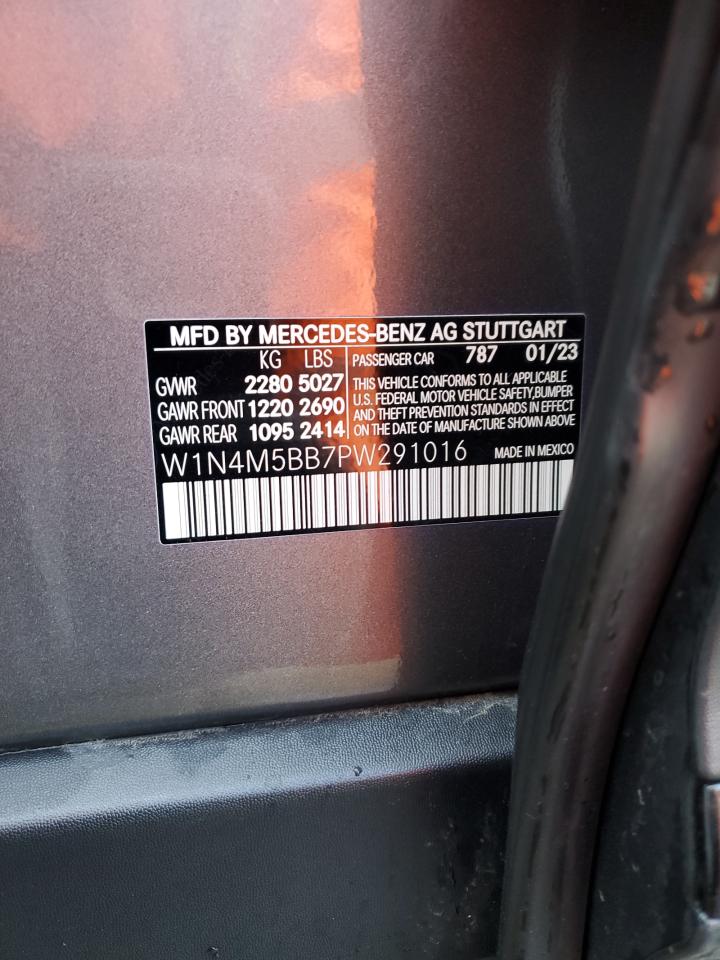 MFD BY MERCEDES-BENZ AG STUTTGART
KG LBS
GVWR 2280 5027
GAWR FRONT 1220 2690
GAWR REAR 1095 2414
PASSENGER CAR 787 01/23
THIS VEHICLE CONFORMS TO ALL APPLICABLE
U.S. FEDERAL MOTOR VEHICLE SAFETY,BUMPER
AND THEFT PREVENTION STANDARDS IN EFFECT
ON THE DATE OF MANUFACTURE SHOWN ABOVE
W1N4M5BB7PW291016 MADE IN MEXICO